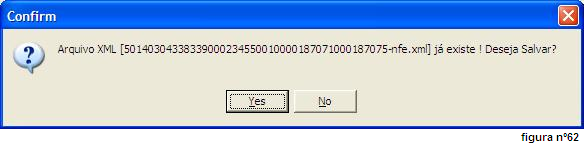 Confirm
Arquivo XML [50140304338339000234550010000187071000187075-nfe.xml] já existe ! Deseja Salvar?
Yes
No
figura nº62